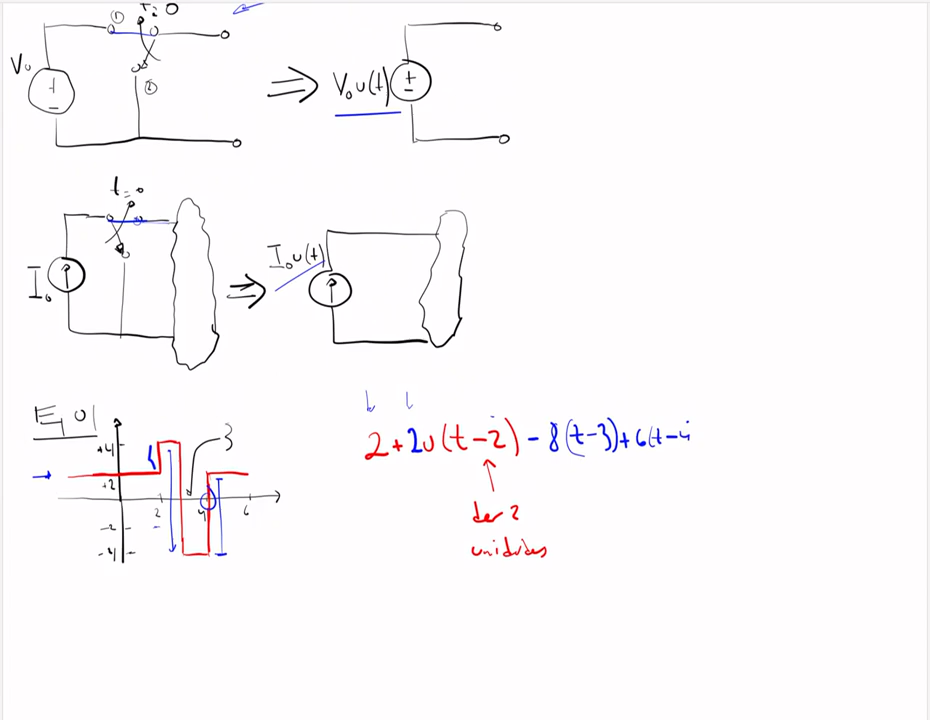 ① t=0
V₀ + −
②
⇒ V₀u(t) + −
t=0
I₀
⇒ I₀u(t)
Ej 01
+4
3
+2
2 4 6
-2
-4
2+2u(t-2)-8(t-3)+6(t-4
der 2
unidades